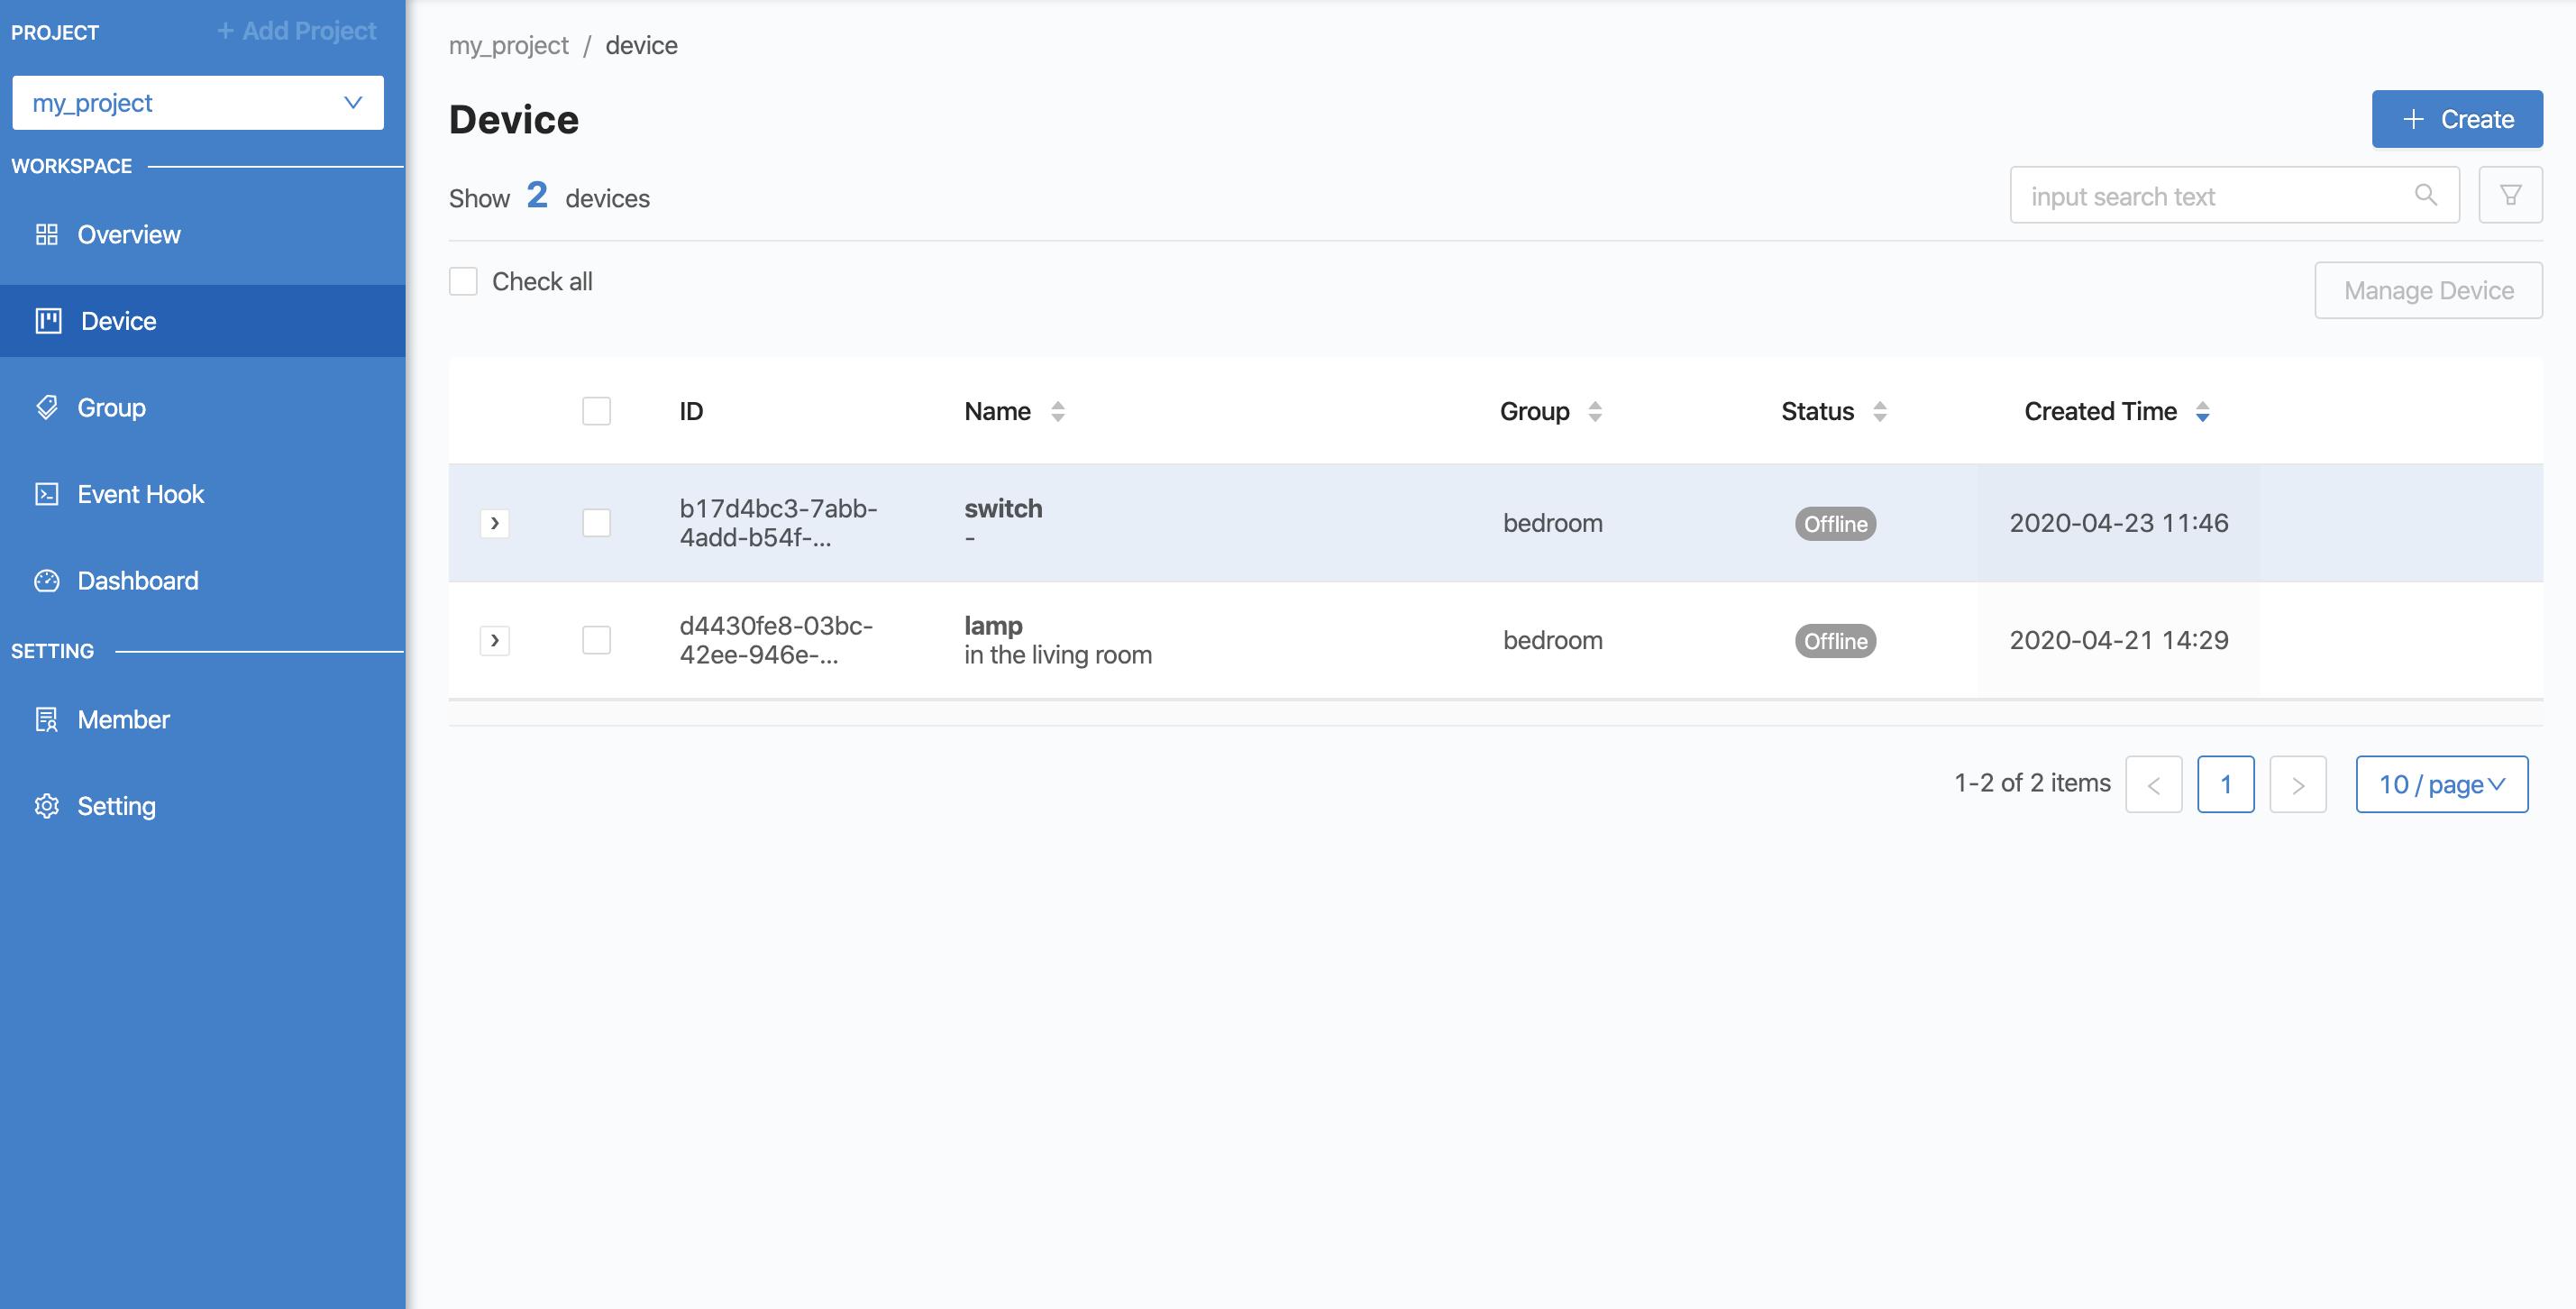 PROJECT
+ Add Project
my_project
WORKSPACE
Overview
Device
Group
Event Hook
Dashboard
SETTING
Member
Setting
my_project / device
Device
+ Create
Show 2 devices
input search text
Check all
Manage Device
ID Name Group Status Created Time
b17d4bc3-7abb-
4add-b54f-...
switch
-
bedroom
Offline
2020-04-23 11:46
d4430fe8-03bc-
42ee-946e-...
lamp
in the living room
bedroom
Offline
2020-04-21 14:29
1-2 of 2 items < 1 > 10 / page